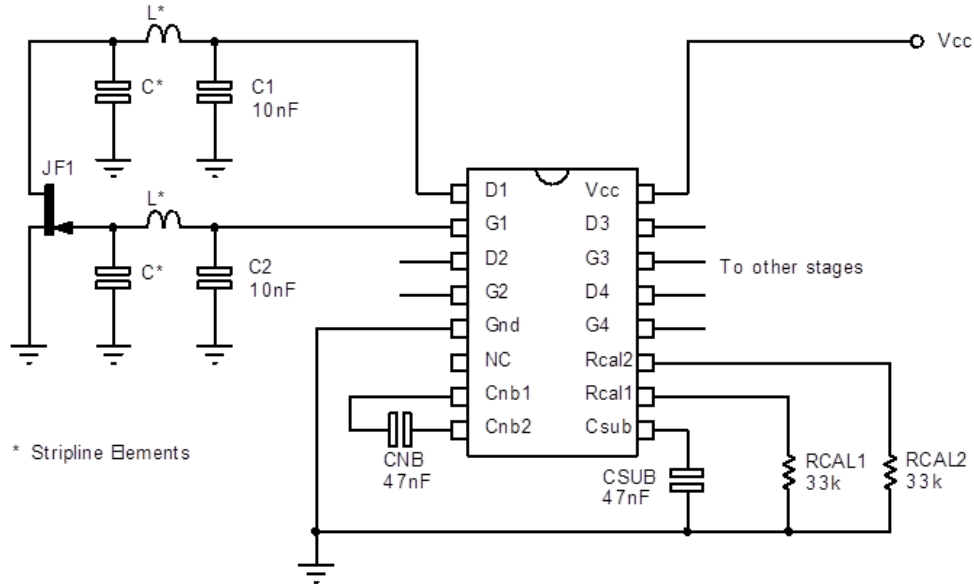 L*
C*
C1
10nF
Vcc
JF1
L*
C*
C2
10nF
D1
G1
D2
G2
Gnd
NC
Cnb1
Cnb2
Vcc
D3
G3
D4
G4
Rcal2
Rcal1
Csub
To other stages
* Stripline Elements
CNB
47nF
CSUB
47nF
RCAL1
33k
RCAL2
33k